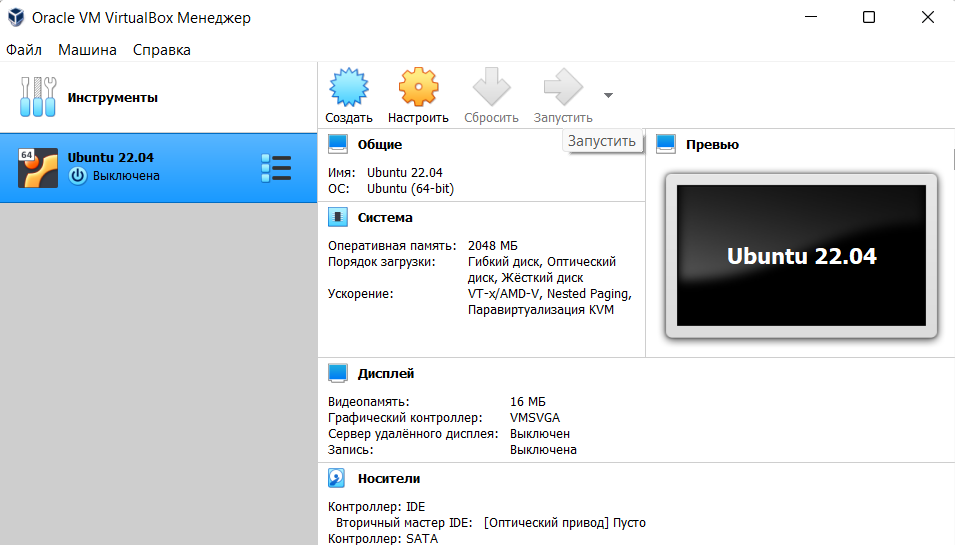 Oracle VM VirtualBox Менеджер
Файл Машина Справка
Инструменты
64
Ubuntu 22.04
Выключена
Создать Настроить Сбросить Запустить
Запустить
Общие
Имя: Ubuntu 22.04
ОС: Ubuntu (64-bit)
Система
Оперативная память: 2048 МБ
Порядок загрузки: Гибкий диск, Оптический
диск, Жёсткий диск
Ускорение: VT-x/AMD-V, Nested Paging,
Паравиртуализация KVM
Превью
Ubuntu 22.04
Дисплей
Видеопамять: 16 МБ
Графический контроллер: VMSVGA
Сервер удалённого дисплея: Выключен
Запись: Выключена
Носители
Контроллер: IDE
Вторичный мастер IDE: [Оптический привод] Пусто
Контроллер: SATA